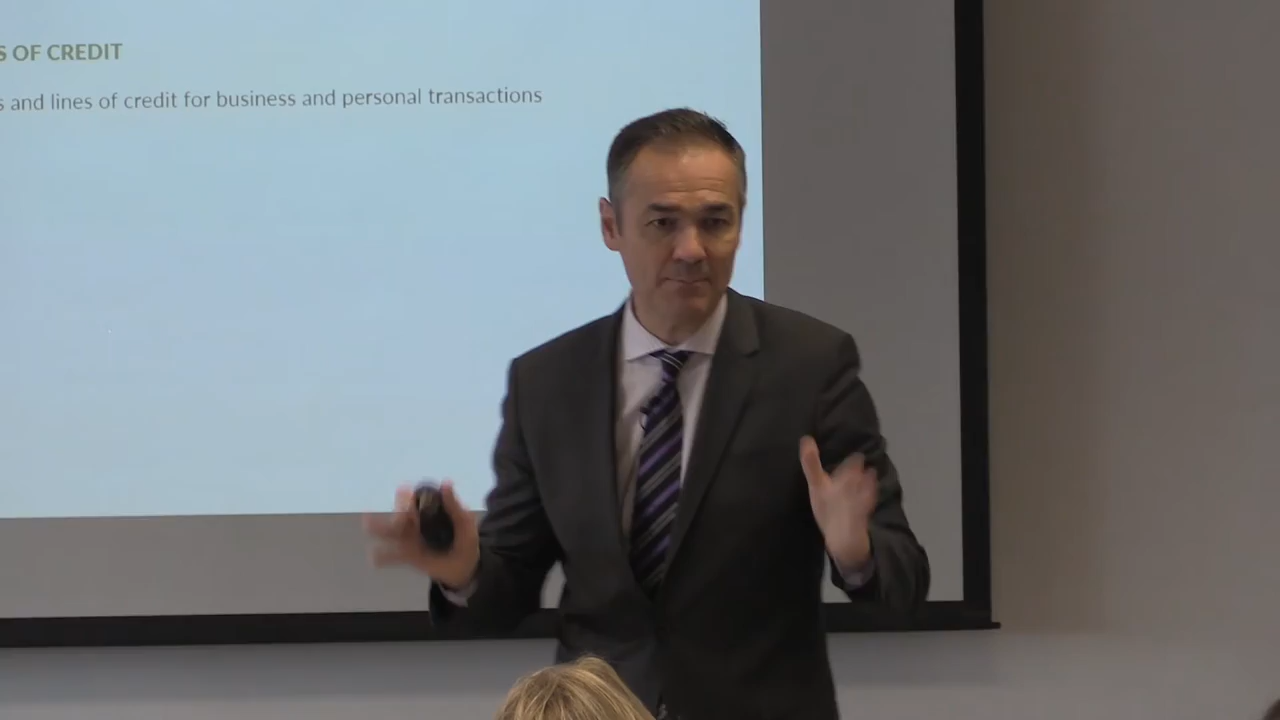 OF CREDIT
and lines of credit for business and personal transactions